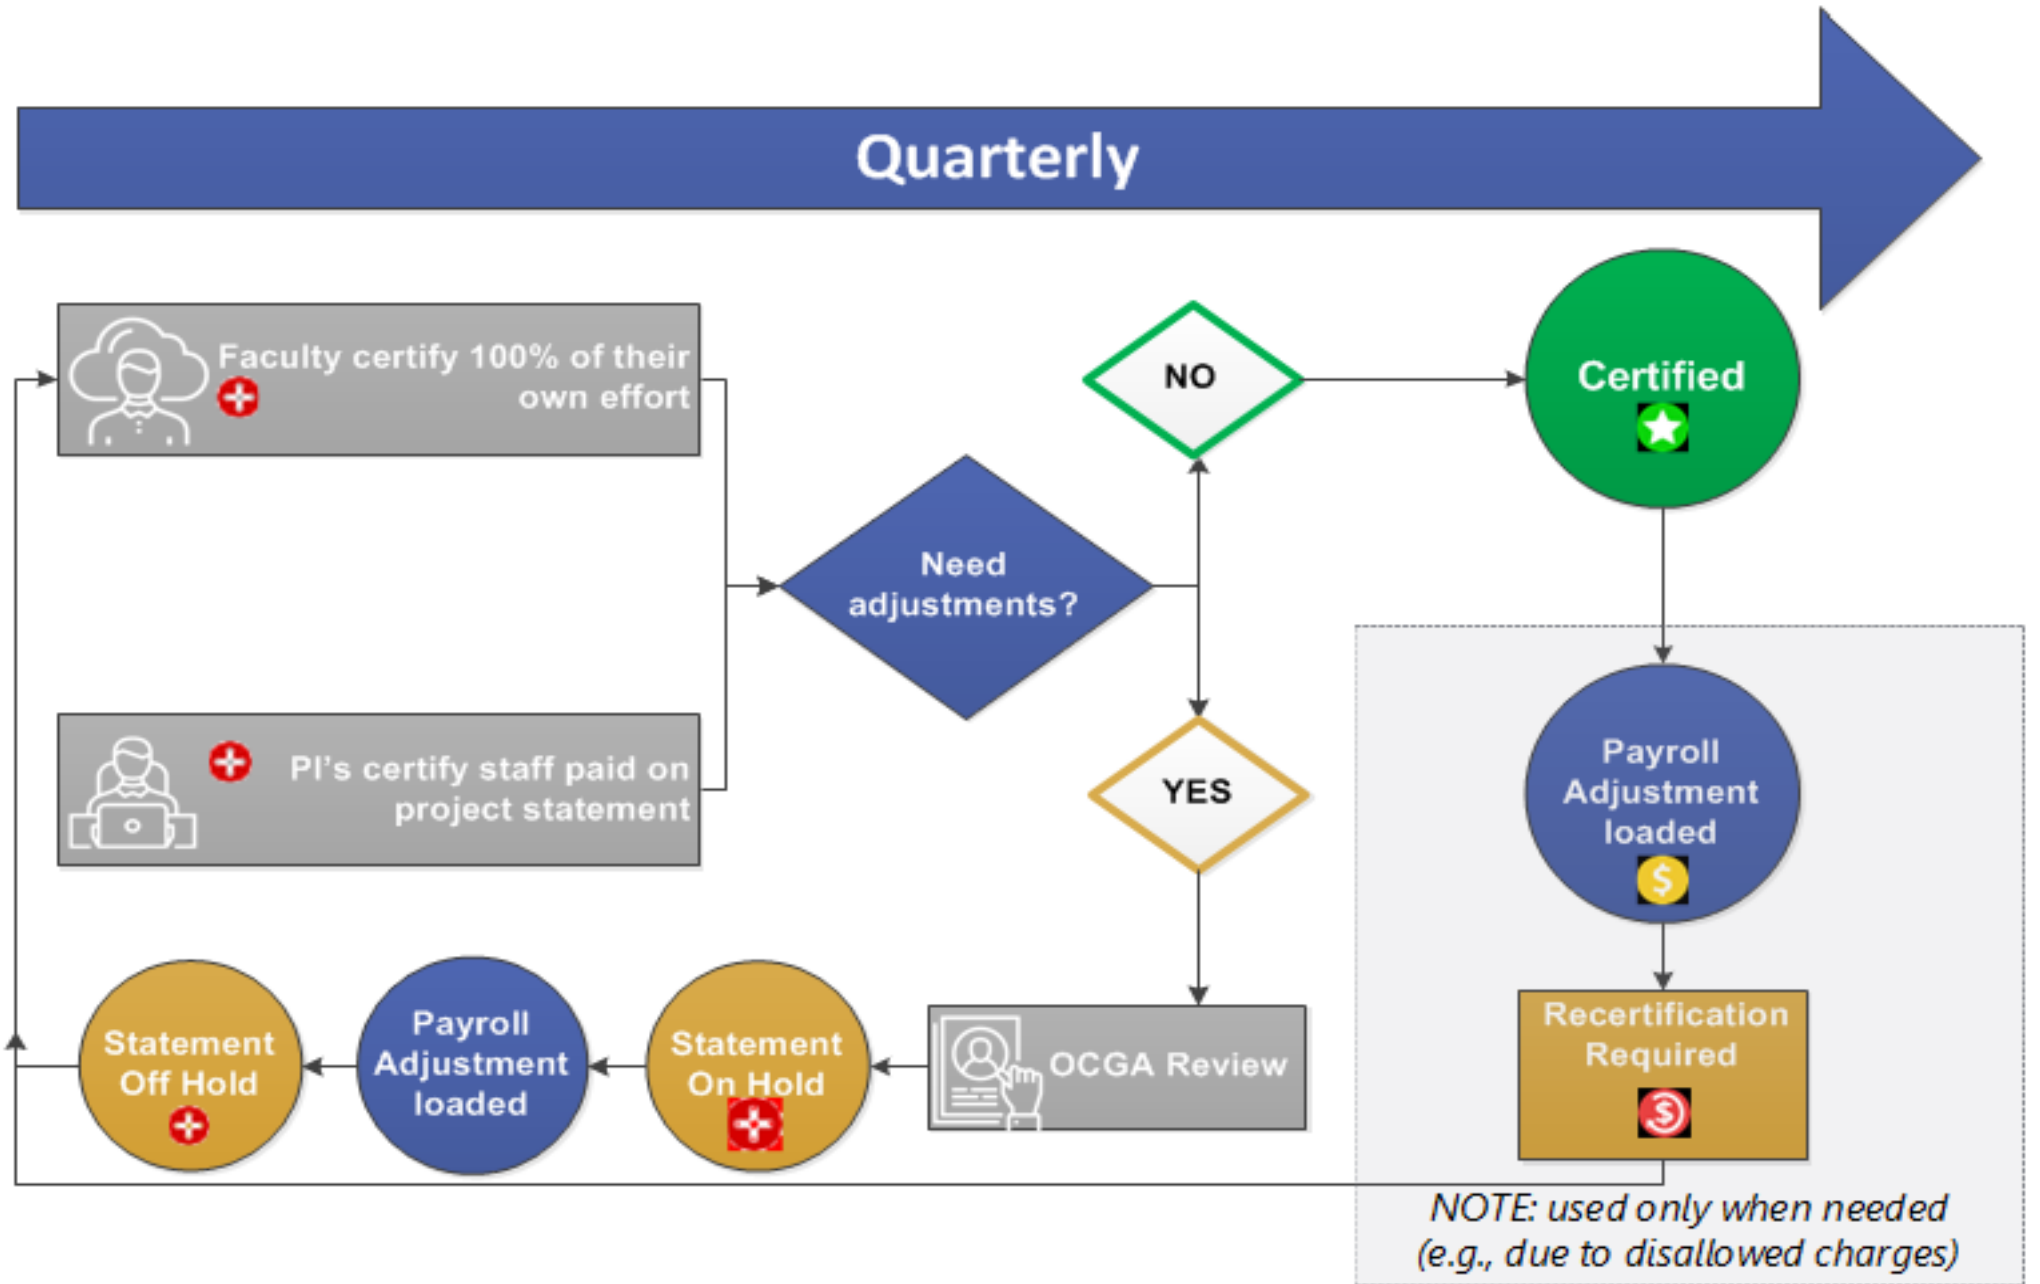 Quarterly
Faculty certify 100% of their
own effort
NO
Certified
Need
adjustments?
PI's certify staff paid on
project statement
YES
Payroll
Adjustment
loaded
$
Statement
Off Hold
Payroll
Adjustment
loaded
Statement
On Hold
OCGA Review
Recertification
Required
$
NOTE: used only when needed
(e.g., due to disallowed charges)